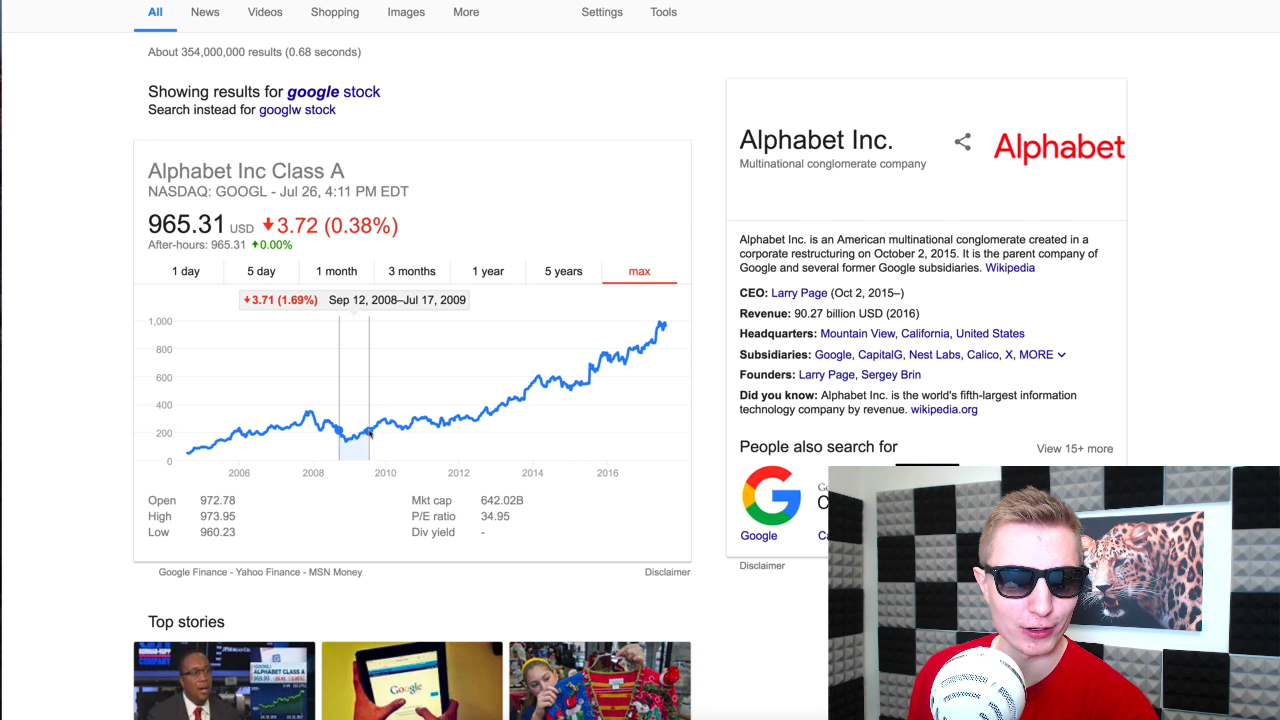 All News Videos Shopping Images More Settings Tools
About 354,000,000 results (0.68 seconds)
Showing results for google stock
Search instead for googlw stock
Alphabet Inc Class A
NASDAQ: GOOGL - Jul 26, 4:11 PM EDT
965.31 USD 3.72 (0.38%)
After-hours: 965.31 0.00%
1 day 5 day 1 month 3 months 1 year 5 years max
3.71 (1.69%) Sep 12, 2008–Jul 17, 2009
1,000
800
600
400
200
0
2006 2008 2010 2012 2014 2016
Open 972.78 Mkt cap 642.02B
High 973.95 P/E ratio 34.95
Low 960.23 Div yield -
Google Finance - Yahoo Finance - MSN Money Disclaimer
Top stories
ALPHABET CLASS A
Google
Alphabet Inc.
Multinational conglomerate company
Alphabet
Alphabet Inc. is an American multinational conglomerate created in a
corporate restructuring on October 2, 2015. It is the parent company of
Google and several former Google subsidiaries. Wikipedia
CEO: Larry Page (Oct 2, 2015–)
Revenue: 90.27 billion USD (2016)
Headquarters: Mountain View, California, United States
Subsidiaries: Google, CapitalG, Nest Labs, Calico, X, MORE
Founders: Larry Page, Sergey Brin
Did you know: Alphabet Inc. is the world's fifth-largest information
technology company by revenue. wikipedia.org
People also search for View 15+ more
Google
Disclaimer